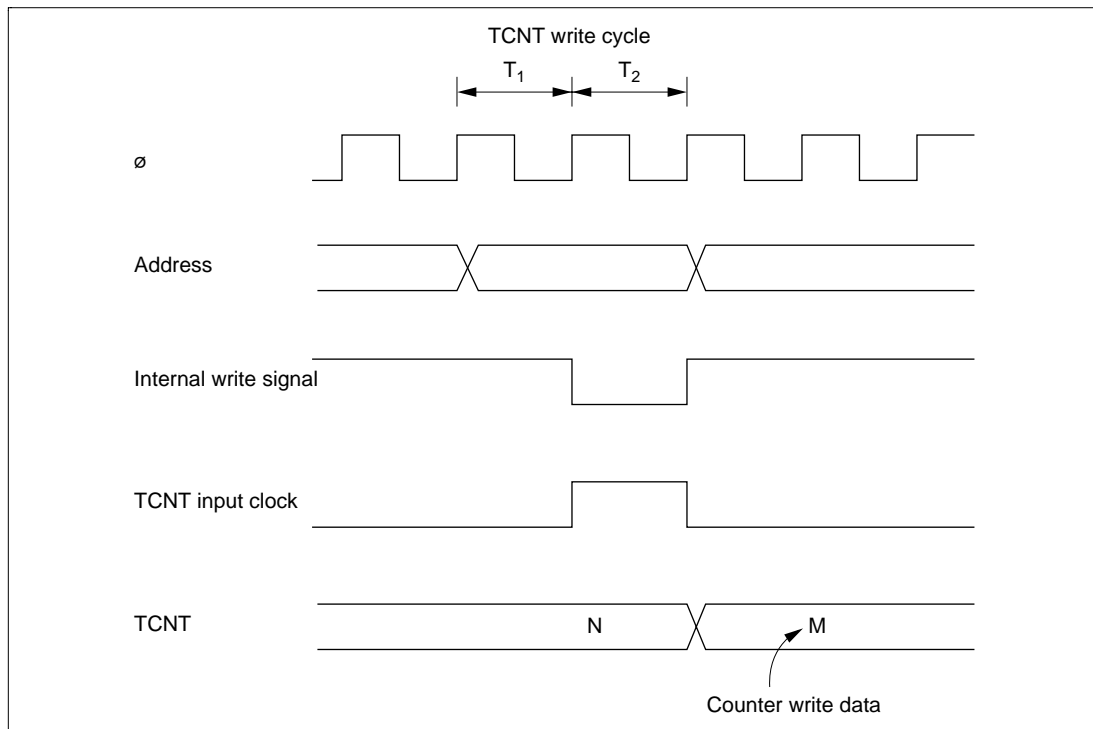 TCNT write cycle
T1 T2
ø
Address
Internal write signal
TCNT input clock
TCNT N M
Counter write data